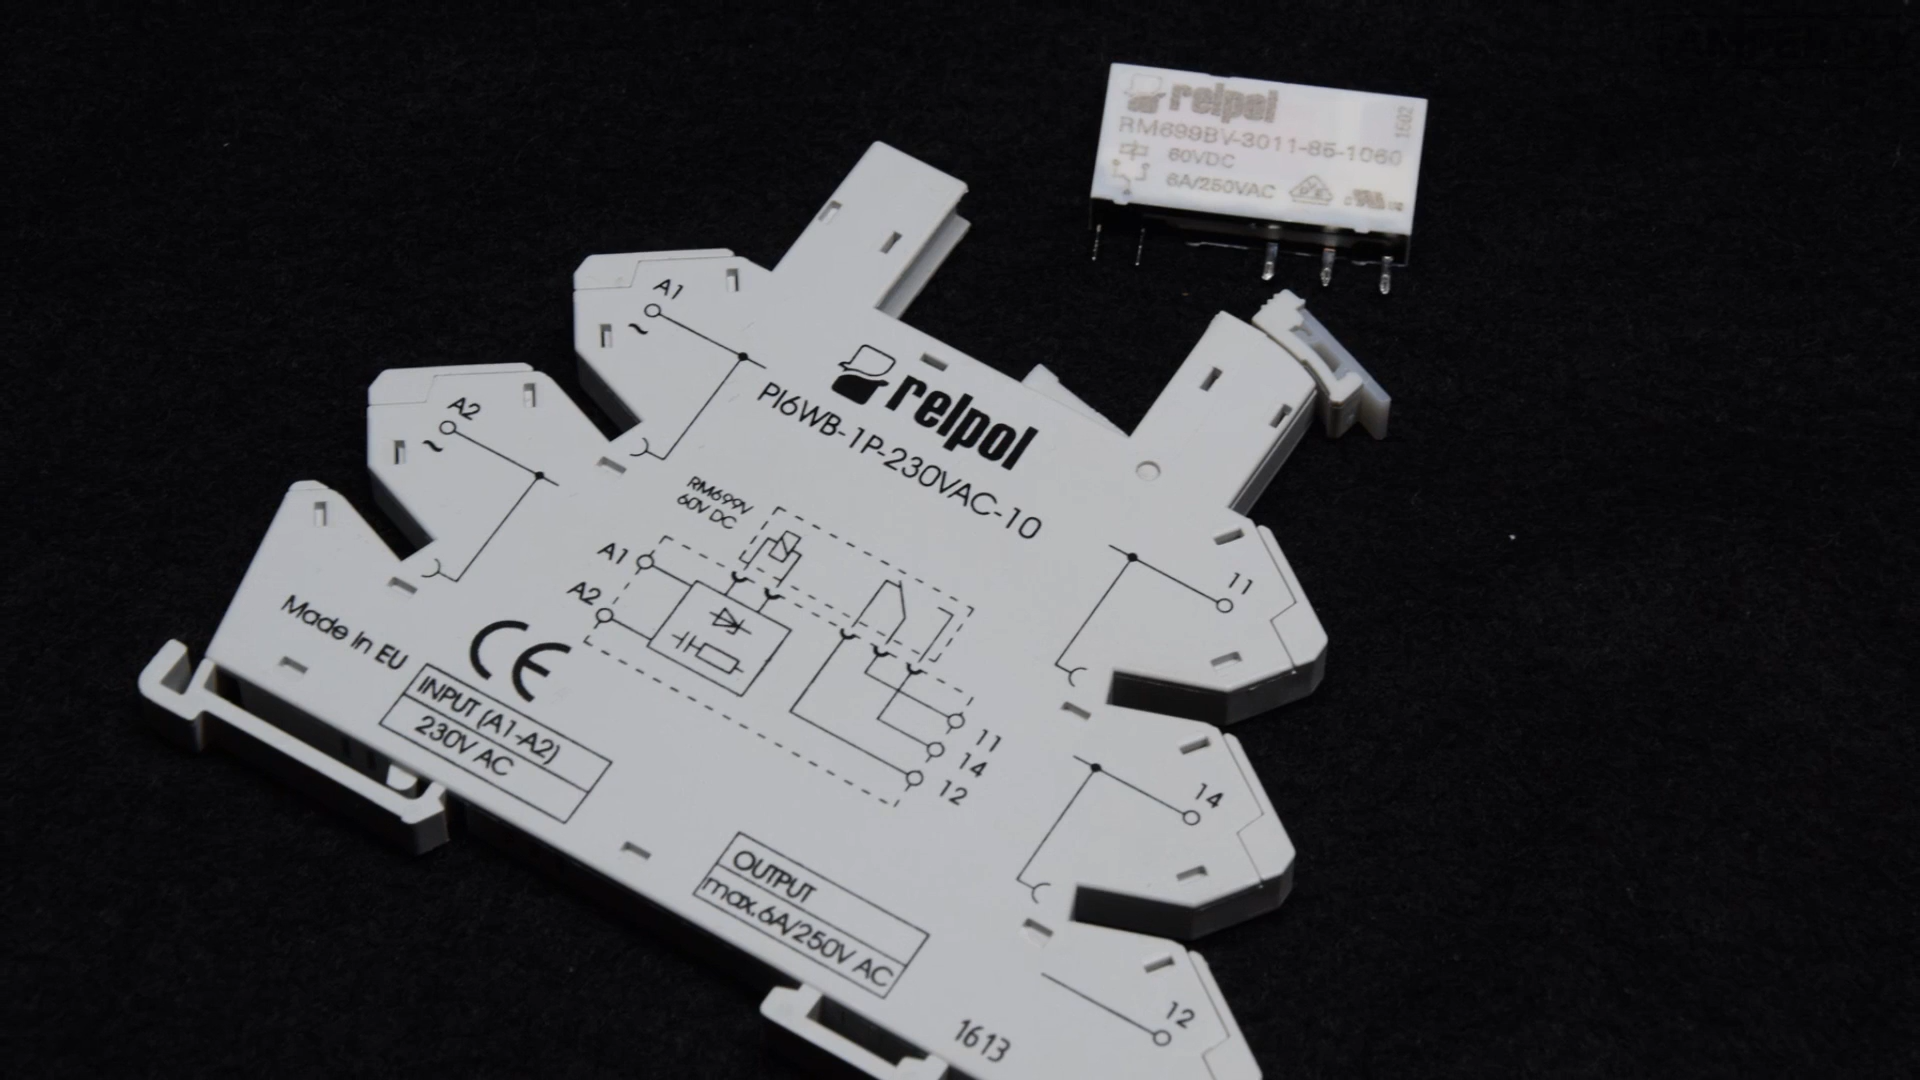 relpol
RM699BV-3011-85-1060
60VDC
6A/250VAC
1602
A1
~
A2
~
relpol
PI6WB-1P-230VAC-10
RM699V
60V DC
A1
A2
11
14
12
11
14
12
Made in EU
CE
INPUT (A1-A2)
230V AC
OUTPUT
max.6A/250V AC
1613